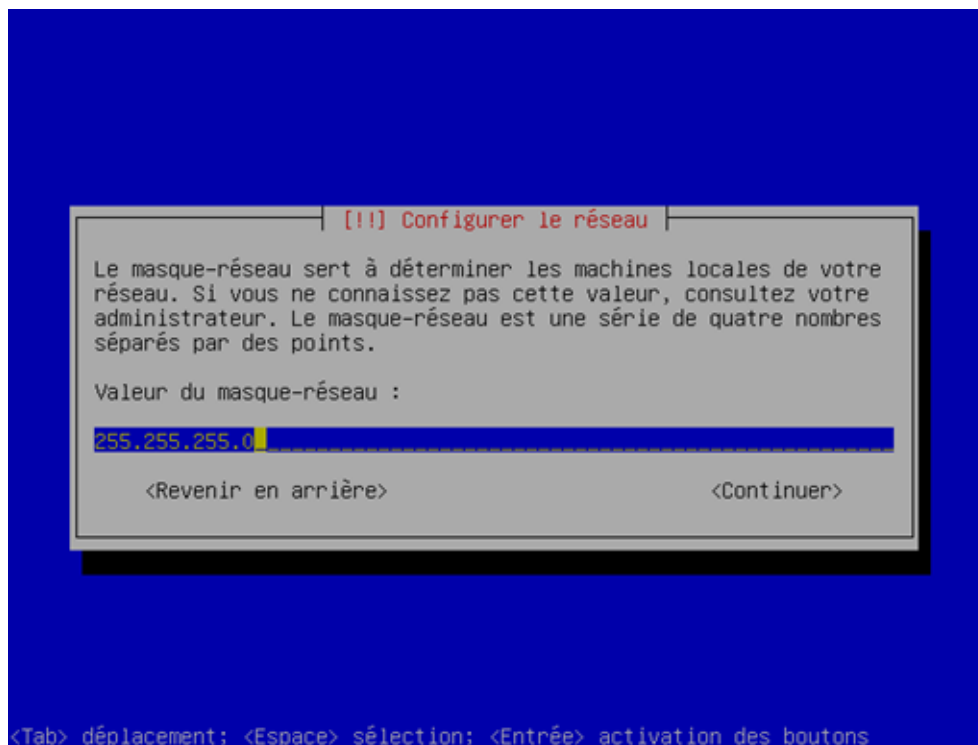 [!!] Configurer le réseau
Le masque-réseau sert à déterminer les machines locales de votre
réseau. Si vous ne connaissez pas cette valeur, consultez votre
administrateur. Le masque-réseau est une série de quatre nombres
séparés par des points.
Valeur du masque-réseau :
255.255.255.0
<Revenir en arrière> <Continuer>
<Tab> déplacement; <Espace> sélection; <Entrée> activation des boutons